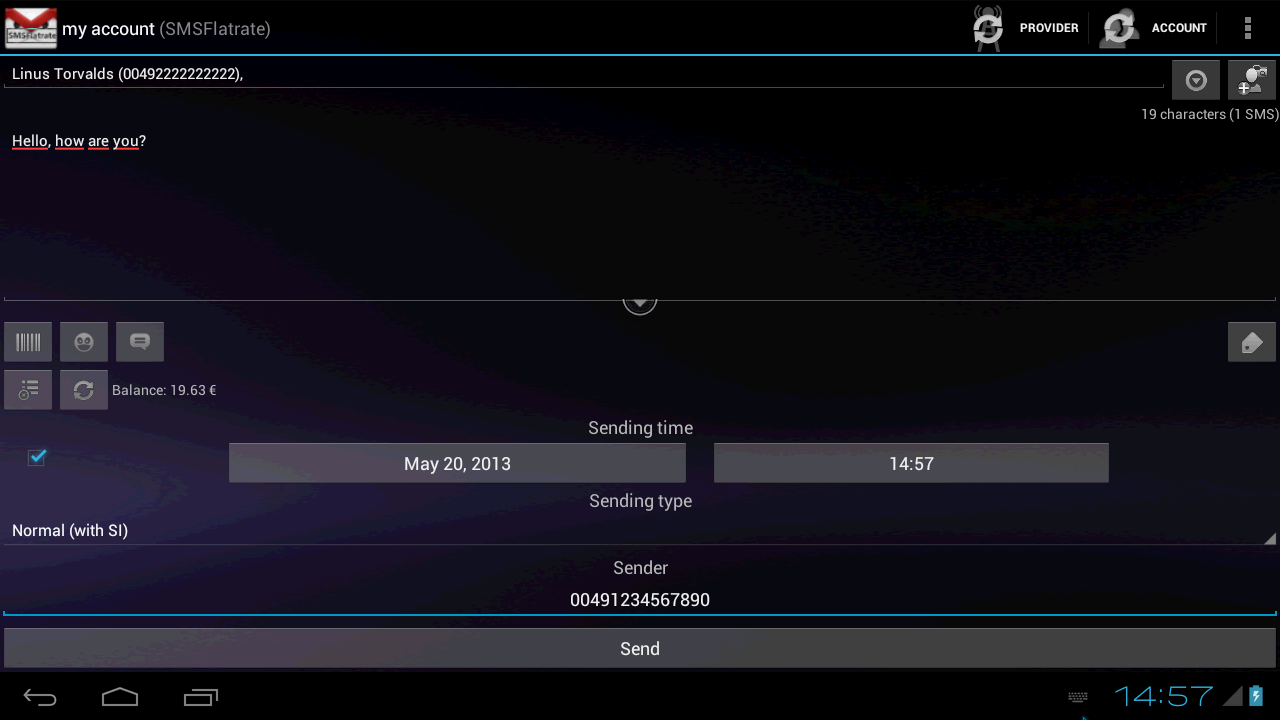 SMSFlatrate
my account (SMSFlatrate)
PROVIDER
ACCOUNT
Linus Torvalds (00492222222222),
19 characters (1 SMS)
Hello, how are you?
Balance: 19.63 €
Sending time
May 20, 2013
14:57
Sending type
Normal (with SI)
Sender
00491234567890
Send
14:57